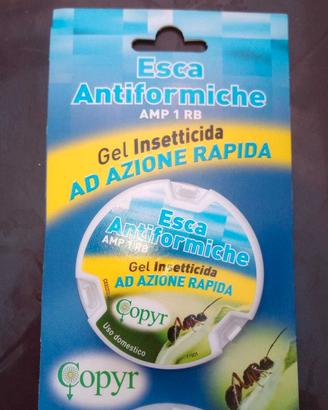 Esca
Antiformiche
AMP 1 RB
Gel Insetticida
AD AZIONE RAPIDA
Esca
Antiformiche
AMP 1 RB
Gel Insetticida
AD AZIONE RAPIDA
Copyr
Uso domestico
Copyr